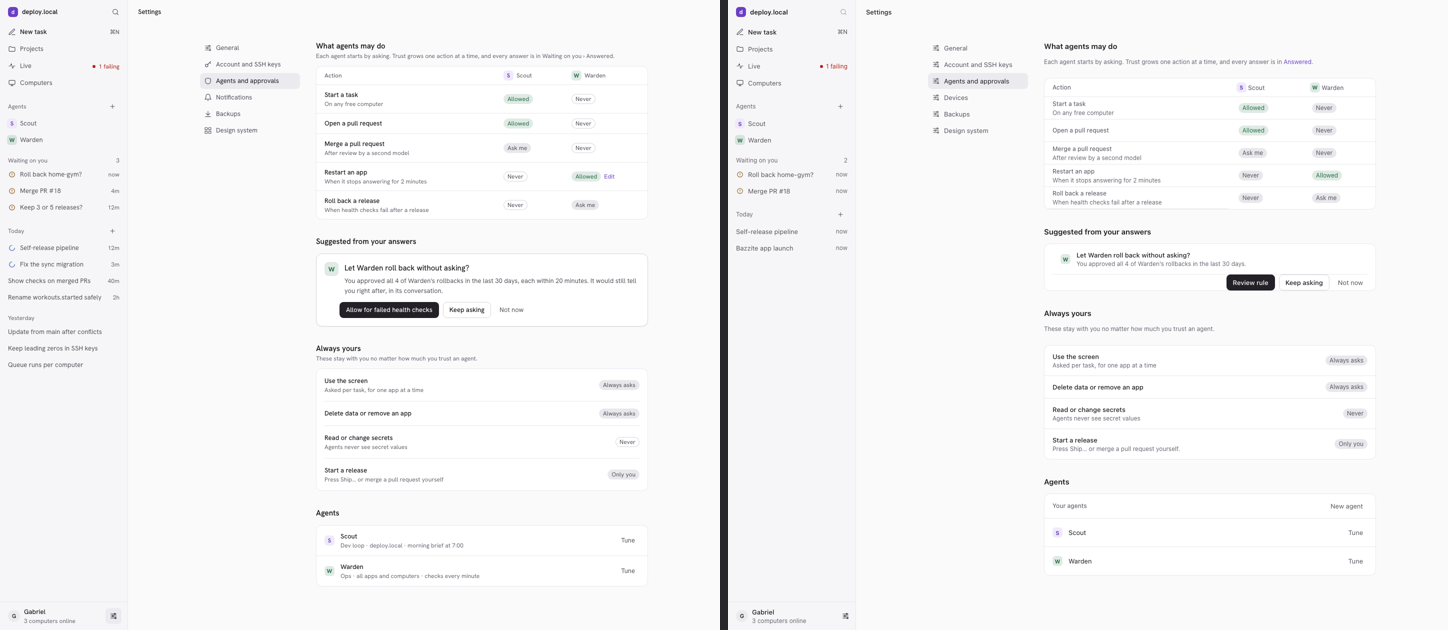 deploy.local
New task ⌘N
Projects
Live 1 failing
Computers
Agents +
S Scout
W Warden
Waiting on you 3
Roll back home-gym? now
Merge PR #18 4m
Keep 3 or 5 releases? 12m
Today +
Self-release pipeline 12m
Fix the sync migration 3m
Show checks on merged PRs 40m
Rename workouts.started safely 2h
Yesterday
Update from main after conflicts
Keep leading zeros in SSH keys
Queue runs per computer
G Gabriel
3 computers online
Settings
General
Account and SSH keys
Agents and approvals
Notifications
Backups
Design system
What agents may do
Each agent starts by asking. Trust grows one action at a time, and every answer is in Waiting on you › Answered.
Action S Scout W Warden
Start a task Allowed Never
On any free computer
Open a pull request Allowed Never
Merge a pull request Ask me Never
After review by a second model
Restart an app Never Allowed Edit
When it stops answering for 2 minutes
Roll back a release Never Ask me
When health checks fail after a release
Suggested from your answers
W Let Warden roll back without asking?
You approved all 4 of Warden's rollbacks in the last 30 days, each within 20 minutes. It would still tell
you right after, in its conversation.
Allow for failed health checks Keep asking Not now
Always yours
These stay with you no matter how much you trust an agent.
Use the screen Always asks
Asked per task, for one app at a time
Delete data or remove an app Always asks
Read or change secrets Never
Agents never see secret values
Start a release Only you
Press Ship... or merge a pull request yourself
Agents
S Scout Tune
Dev loop · deploy.local · morning brief at 7:00
W Warden Tune
Ops · all apps and computers · checks every minute
d deploy.local
New task ⌘N
Projects
Live 1 failing
Computers
Agents +
S Scout
W Warden
Waiting on you 2
Roll back home-gym? now
Merge PR #18 now
Today +
Self-release pipeline now
Bazzite app launch now
G Gabriel
3 computers online
Settings
General
Account and SSH keys
Agents and approvals
Devices
Backups
Design system
What agents may do
Each agent starts by asking. Trust grows one action at a time, and every answer is in Answered.
Action S Scout W Warden
Start a task Allowed Never
On any free computer
Open a pull request Allowed Never
Merge a pull request Ask me Never
After review by a second model
Restart an app Never Allowed
When it stops answering for 2 minutes
Roll back a release Never Ask me
When health checks fail after a release
Suggested from your answers
W Let Warden roll back without asking?
You approved all 4 of Warden's rollbacks in the last 30 days.
Review rule Keep asking Not now
Always yours
These stay with you no matter how much you trust an agent.
Use the screen Always asks
Asked per task, for one app at a time
Delete data or remove an app Always asks
Read or change secrets Never
Agents never see secret values
Start a release Only you
Press Ship... or merge a pull request yourself.
Agents
Your agents New agent
S Scout Tune
W Warden Tune